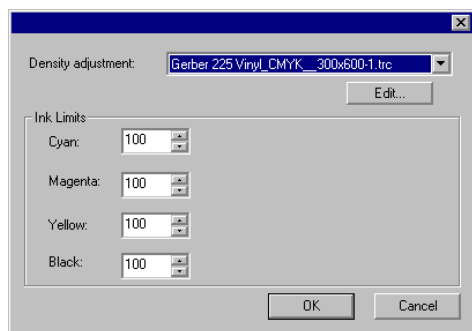 Density adjustment: Gerber 225 Vinyl_CMYK__300x600-1.trc
Edit...
Ink Limits
Cyan: 100
Magenta: 100
Yellow: 100
Black: 100
OK Cancel